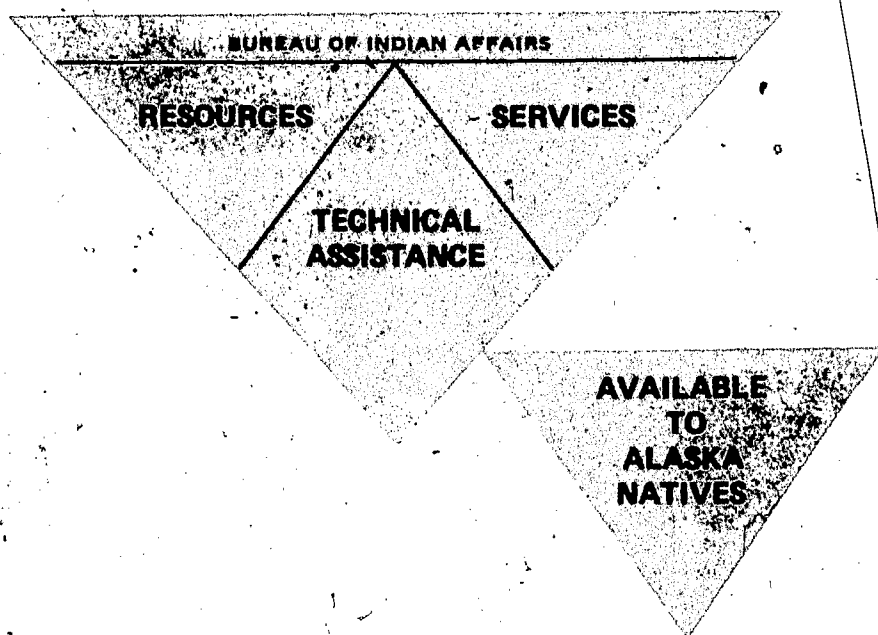 BUREAU OF INDIAN AFFAIRS
RESOURCES
SERVICES
TECHNICAL
ASSISTANCE
AVAILABLE
TO
ALASKA
NATIVES